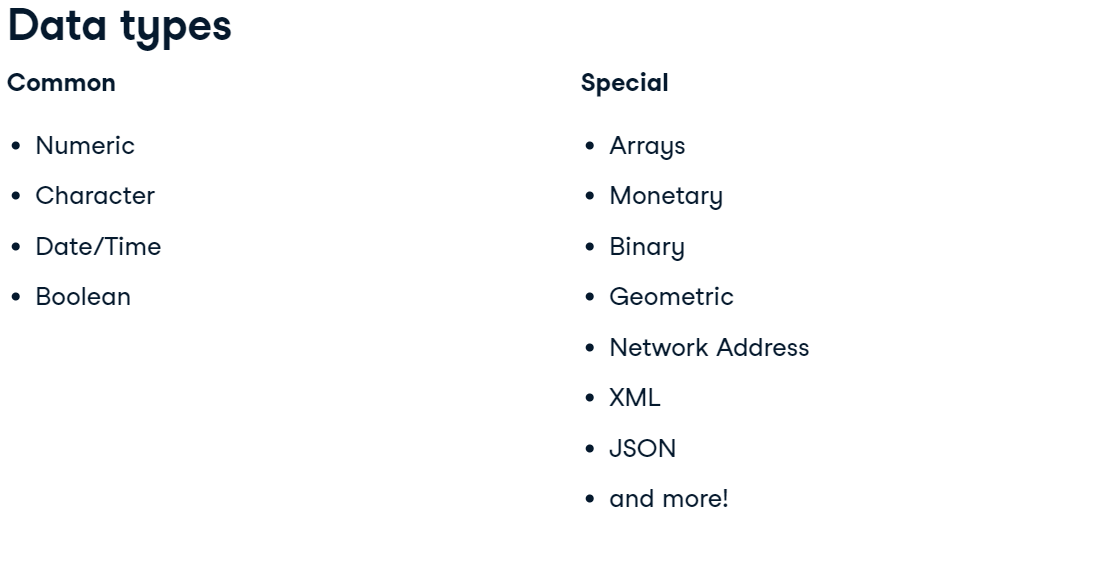 Data types
Common
• Numeric
• Character
• Date/Time
• Boolean
Special
• Arrays
• Monetary
• Binary
• Geometric
• Network Address
• XML
• JSON
• and more!